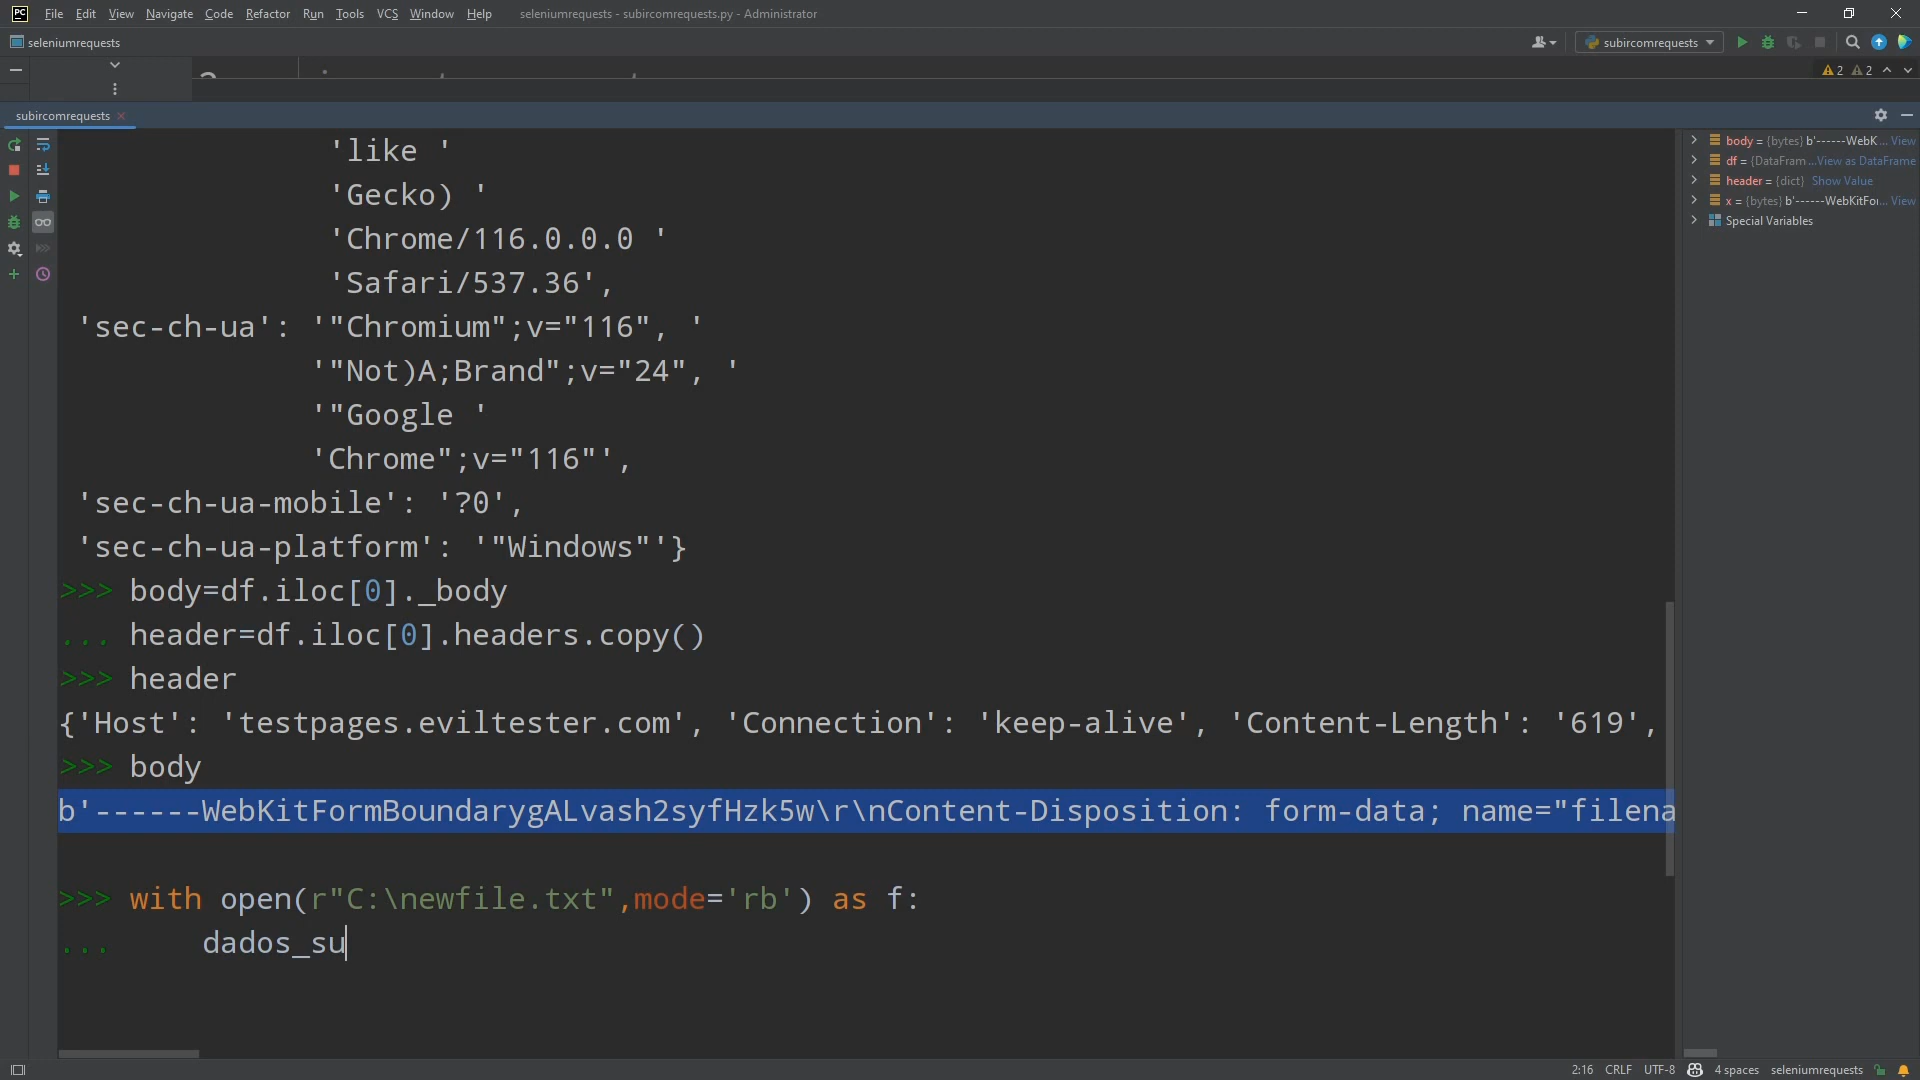 PC File Edit View Navigate Code Refactor Run Tools VCS Window Help seleniumrequests - subircomrequests.py - Administrator
seleniumrequests subircomrequests
2 2
subircomrequests
'like '
'Gecko) '
'Chrome/116.0.0.0 '
'Safari/537.36',
'sec-ch-ua': '"Chromium";v="116", '
'"Not)A;Brand";v="24", '
'"Google '
'Chrome";v="116"',
'sec-ch-ua-mobile': '?0',
'sec-ch-ua-platform': '"Windows"'}
>>> body=df.iloc[0]._body
... header=df.iloc[0].headers.copy()
>>> header
{'Host': 'testpages.eviltester.com', 'Connection': 'keep-alive', 'Content-Length': '619',
>>> body
b'------WebKitFormBoundarygALvash2syfHzk5w\r\nContent-Disposition: form-data; name="filena
>>> with open(r"C:\newfile.txt",mode='rb') as f:
... dados_su
body = {bytes} b'------WebK... View
df = {DataFram ...View as DataFrame
header = {dict} Show Value
x = {bytes} b'------WebKitFor... View
Special Variables
2:16 CRLF UTF-8 4 spaces seleniumrequests